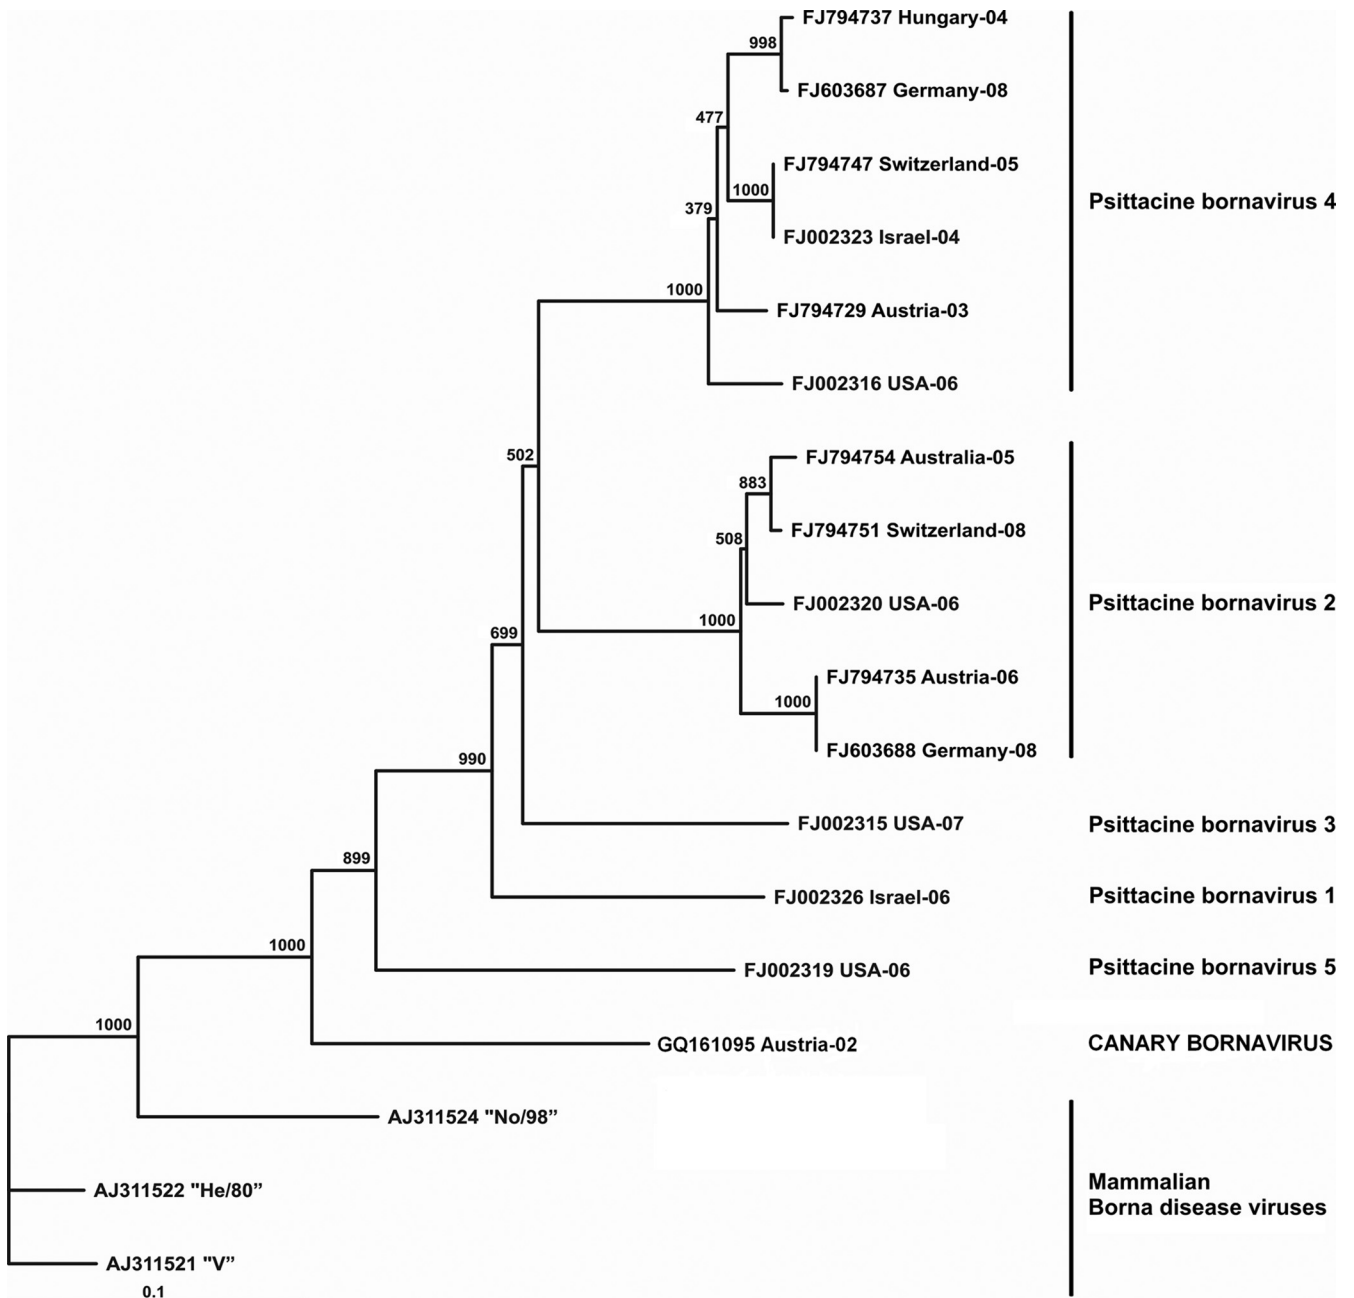 FJ794737 Hungary-04
998
FJ603687 Germany-08
477
FJ794747 Switzerland-05
1000
Psittacine bornavirus 4
379
FJ002323 Israel-04
1000
FJ794729 Austria-03
FJ002316 USA-06
502
FJ794754 Australia-05
883
FJ794751 Switzerland-08
508
FJ002320 USA-06
Psittacine bornavirus 2
1000
699
FJ794735 Austria-06
1000
FJ603688 Germany-08
990
FJ002315 USA-07
Psittacine bornavirus 3
899
FJ002326 Israel-06
Psittacine bornavirus 1
1000
FJ002319 USA-06
Psittacine bornavirus 5
1000
GQ161095 Austria-02
CANARY BORNAVIRUS
AJ311524 "No/98”
AJ311522 "He/80”
Mammalian
Borna disease viruses
AJ311521 "V”
0.1